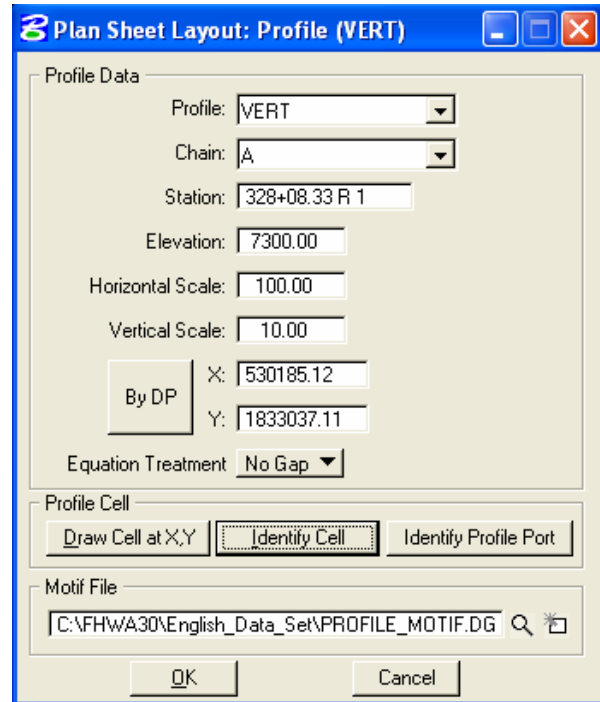 Plan Sheet Layout: Profile (VERT)
Profile Data
Profile: VERT
Chain: A
Station: 328+08.33 R 1
Elevation: 7300.00
Horizontal Scale: 100.00
Vertical Scale: 10.00
By DP
X: 530185.12
Y: 1833037.11
Equation Treatment No Gap
Profile Cell
Draw Cell at X,Y Identify Cell Identify Profile Port
Motif File
C:\FHWA30\English_Data_Set\PROFILE_MOTIF.DG
OK Cancel